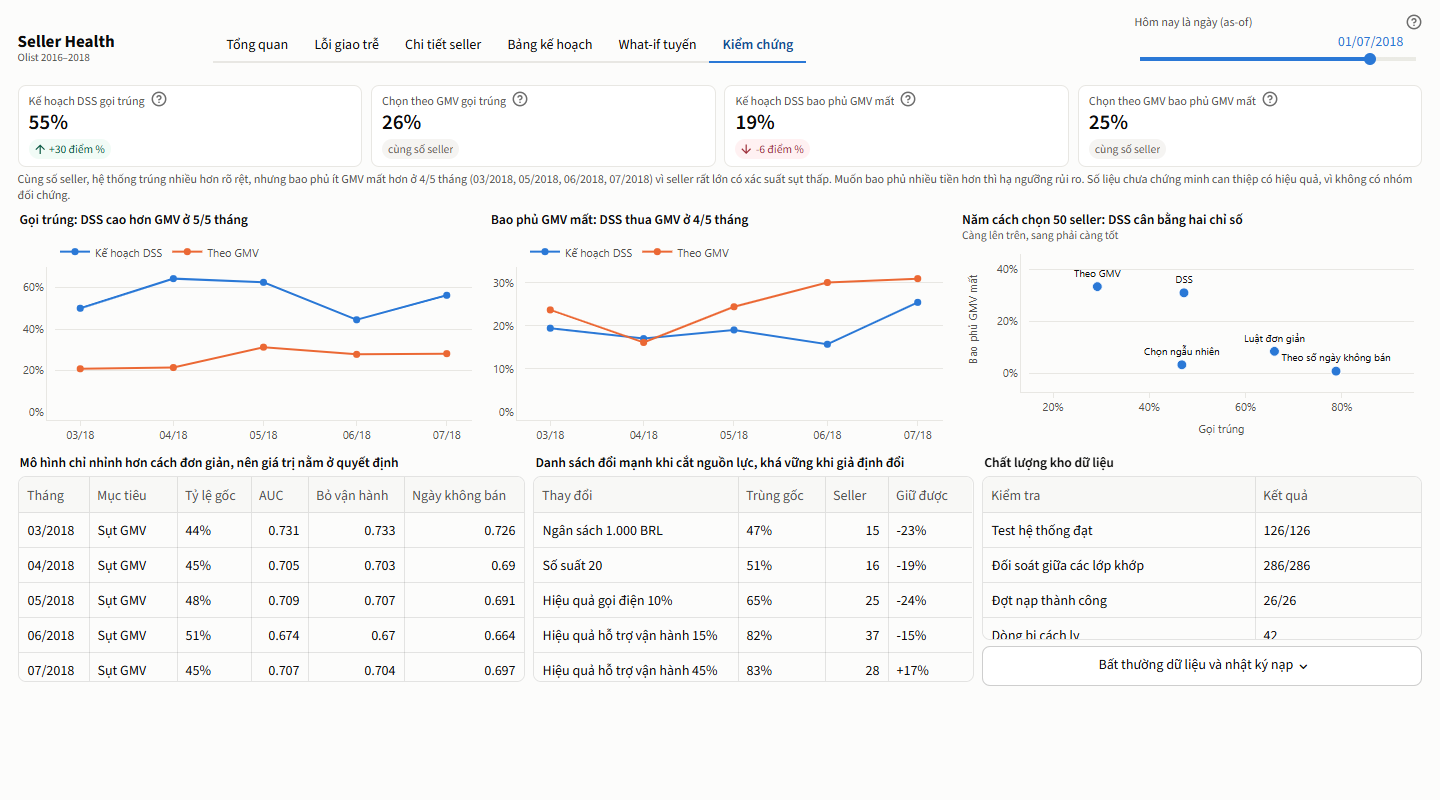 Hôm nay là ngày (as-of)
Seller Health
Olist 2016–2018
Tổng quan
Lỗi giao trễ
Chi tiết seller
Bảng kế hoạch
What-if tuyến
Kiểm chứng
01/07/2018
Kế hoạch DSS gọi trúng
55%
+30 điểm %
Chọn theo GMV gọi trúng
26%
cùng số seller
Kế hoạch DSS bao phủ GMV mất
19%
-6 điểm %
Chọn theo GMV bao phủ GMV mất
25%
cùng số seller
Cùng số seller, hệ thống trúng nhiều hơn rõ rệt, nhưng bao phủ ít GMV mất hơn ở 4/5 tháng (03/2018, 05/2018, 06/2018, 07/2018) vì seller rất lớn có xác suất sụt thấp. Muốn bao phủ nhiều tiền hơn thì hạ ngưỡng rủi ro. Số liệu chưa chứng minh can thiệp có hiệu quả, vì không có nhóm
đối chứng.
Gọi trúng: DSS cao hơn GMV ở 5/5 tháng
Kế hoạch DSS
Theo GMV
60%
40%
20%
0%
03/18
04/18
05/18
06/18
07/18
Bao phủ GMV mất: DSS thua GMV ở 4/5 tháng
Kế hoạch DSS
Theo GMV
30%
20%
10%
0%
03/18
04/18
05/18
06/18
07/18
Năm cách chọn 50 seller: DSS cân bằng hai chỉ số
Càng lên trên, sang phải càng tốt
Bao phủ GMV mất
40%
20%
0%
Theo GMV
DSS
Luật đơn giản
Chọn ngẫu nhiên
Theo số ngày không bán
20%
40%
60%
80%
Gọi trúng
Mô hình chỉ nhỉnh hơn cách đơn giản, nên giá trị nằm ở quyết định
Tháng Mục tiêu Tỷ lệ gốc AUC Bỏ vận hành Ngày không bán
03/2018 Sụt GMV 44% 0.731 0.733 0.726
04/2018 Sụt GMV 45% 0.705 0.703 0.69
05/2018 Sụt GMV 48% 0.709 0.707 0.691
06/2018 Sụt GMV 51% 0.674 0.67 0.664
07/2018 Sụt GMV 45% 0.707 0.704 0.697
Danh sách đổi mạnh khi cắt nguồn lực, khá vững khi giả định đổi
Thay đổi Trùng gốc Seller Giữ được
Ngân sách 1.000 BRL 47% 15 -23%
Số suất 20 51% 16 -19%
Hiệu quả gọi điện 10% 65% 25 -24%
Hiệu quả hỗ trợ vận hành 15% 82% 37 -15%
Hiệu quả hỗ trợ vận hành 45% 83% 28 +17%
Chất lượng kho dữ liệu
Kiểm tra Kết quả
Test hệ thống đạt 126/126
Đối soát giữa các lớp khớp 286/286
Đợt nạp thành công 26/26
Dòng bị cách ly 42
Bất thường dữ liệu và nhật ký nạp